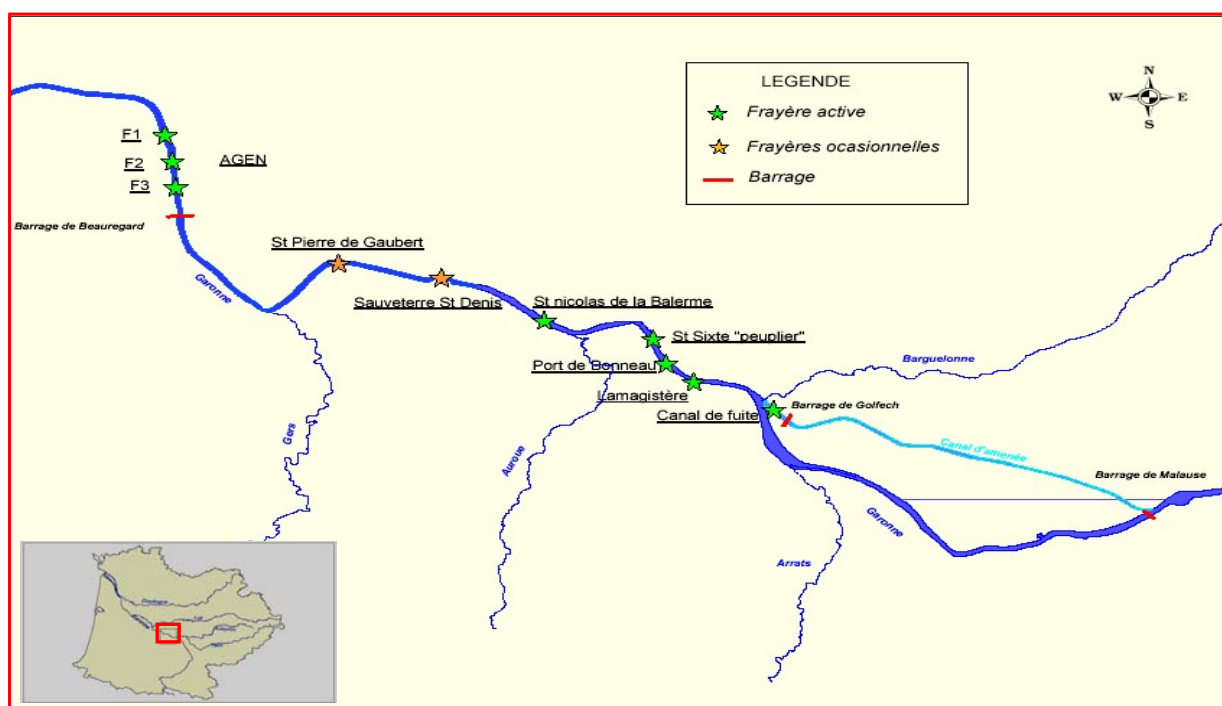 LEGENDE
Frayère active
Frayères ocasionnelles
Barrage
N
W E
S
F1
F2
F3
AGEN
Barrage de Beauregard
Garonne
St Pierre de Gaubert
Sauveterre St Denis
St nicolas de la Balerme
St Sixte "peuplier"
Port de Bonneau
Lamagistère
Canal de fuite
Barguelonne
Barrage de Golfech
Canal d'amenée
Barrage de Malause
Gers
Auroue
Garonne
Arrats